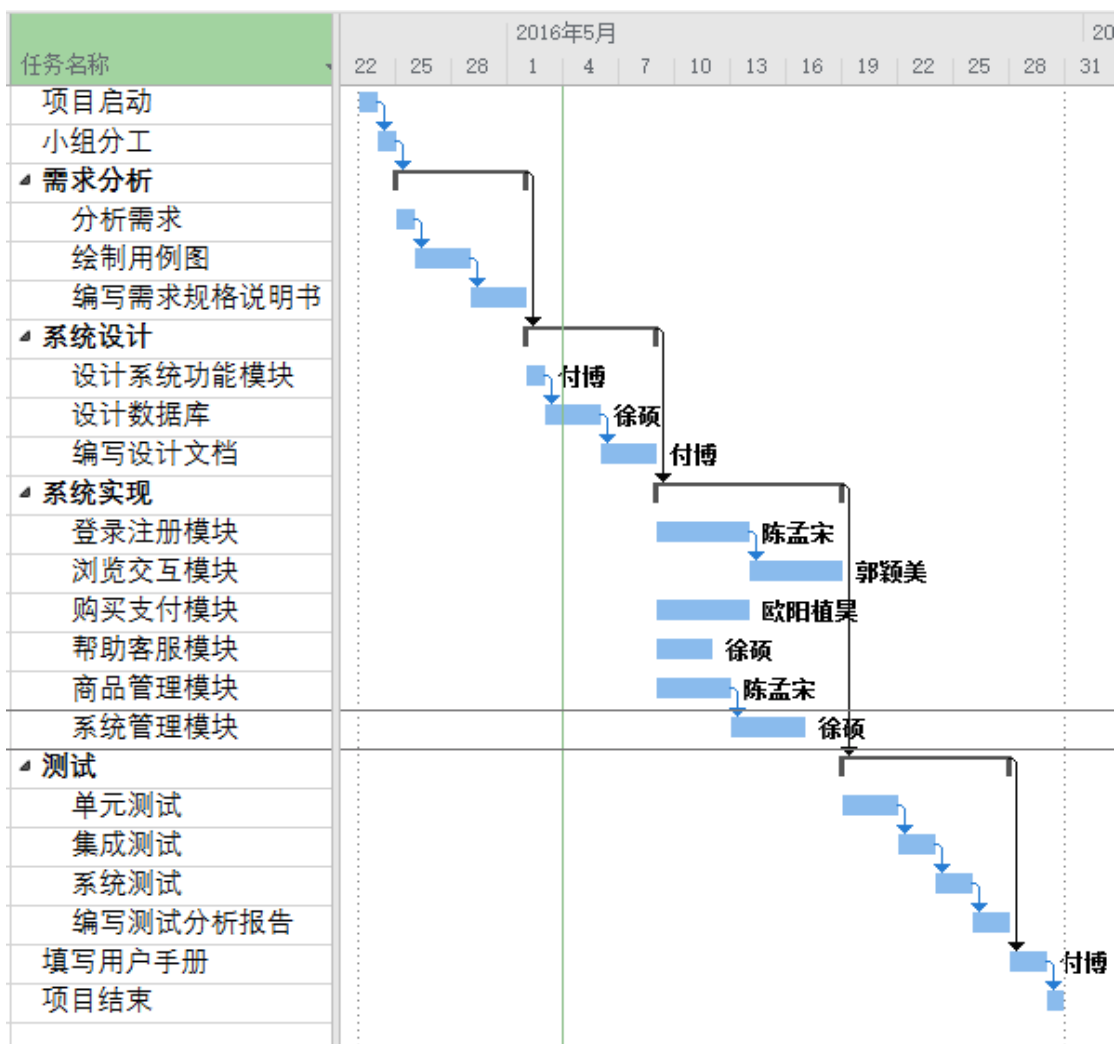 2016年5月 20
任务名称 22 25 28 1 4 7 10 13 16 19 22 25 28 31
项目启动
小组分工
需求分析
分析需求
绘制用例图
编写需求规格说明书
系统设计
设计系统功能模块 付博
设计数据库 徐硕
编写设计文档 付博
系统实现
登录注册模块 陈孟宋
浏览交互模块 郭颖美
购买支付模块 欧阳植昊
帮助客服模块 徐硕
商品管理模块 陈孟宋
系统管理模块 徐硕
测试
单元测试
集成测试
系统测试
编写测试分析报告
填写用户手册 付博
项目结束